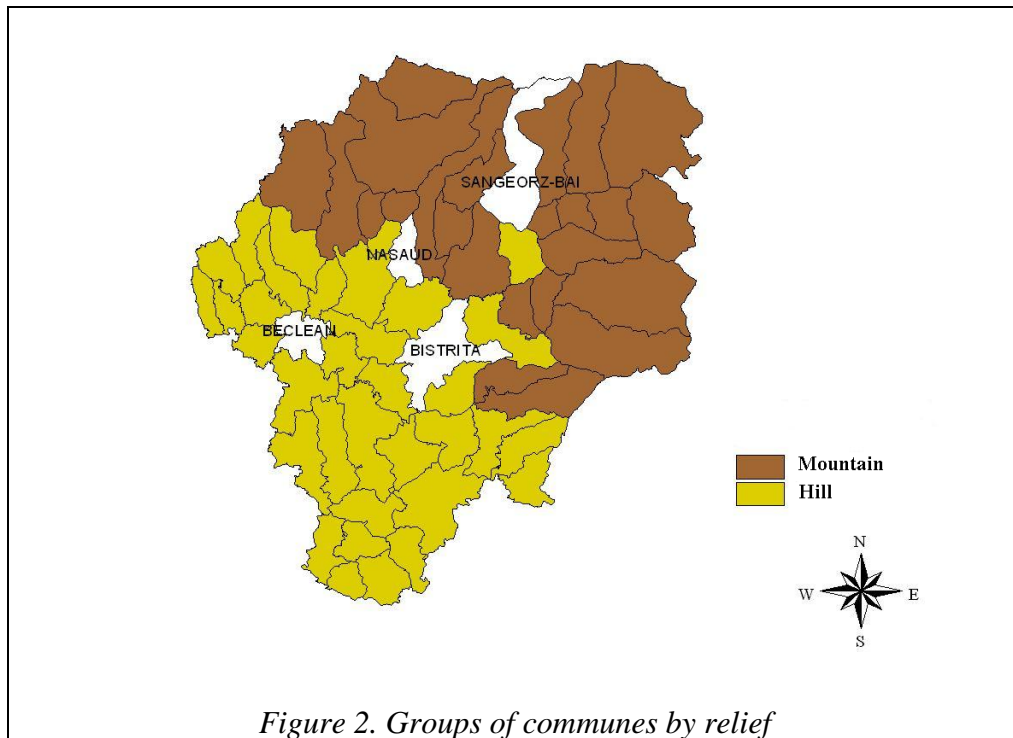 SANGEORZ-BAI
NASAUD
BECLEAN
BISTRITA
Mountain
Hill
N
W E
S
Figure 2. Groups of communes by relief